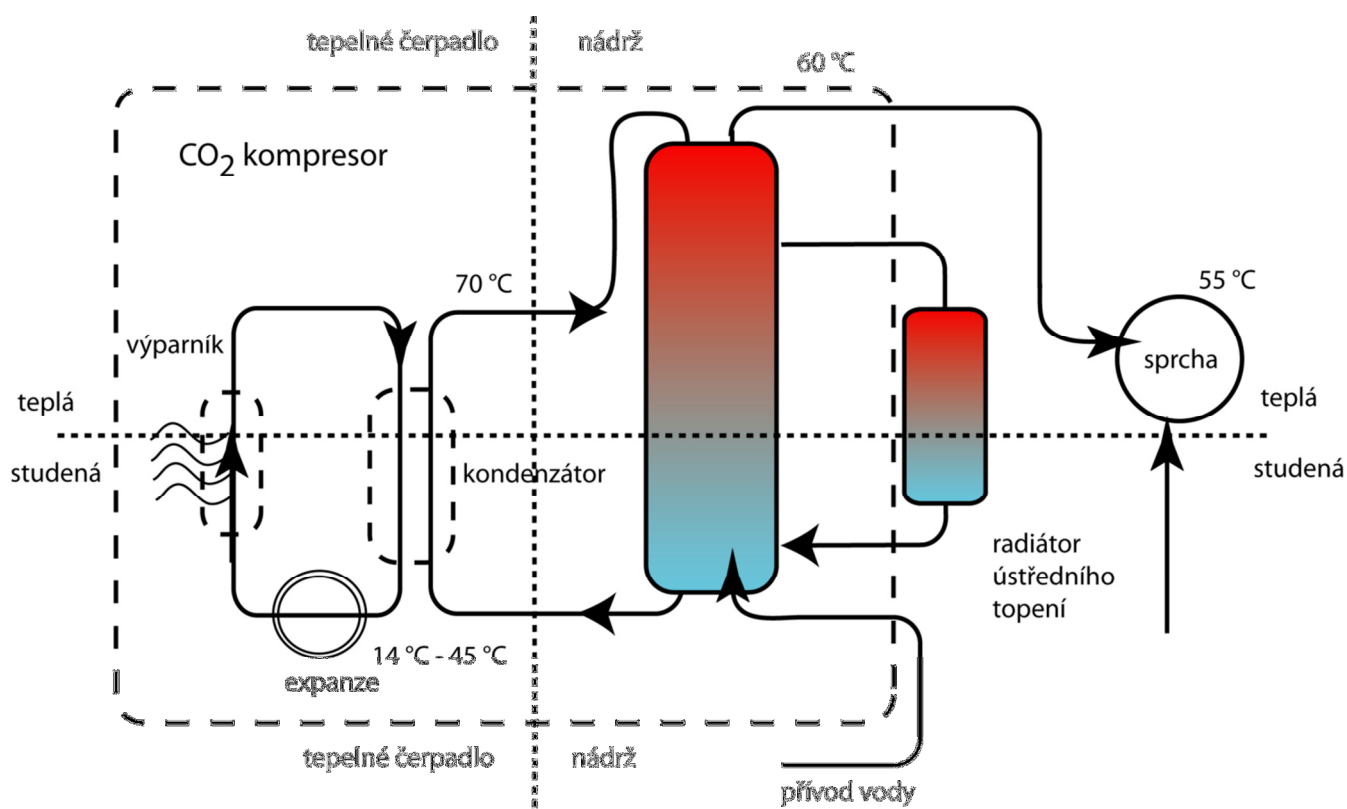 tepelné čerpadlo
nádrž
60 °C
CO2 kompresor
70 °C
55 °C
výparník
sprcha
teplá
teplá
studená
kondenzátor
studená
radiátor
ústředního
topení
14 °C - 45 °C
expanze
tepelné čerpadlo
nádrž
přívod vody